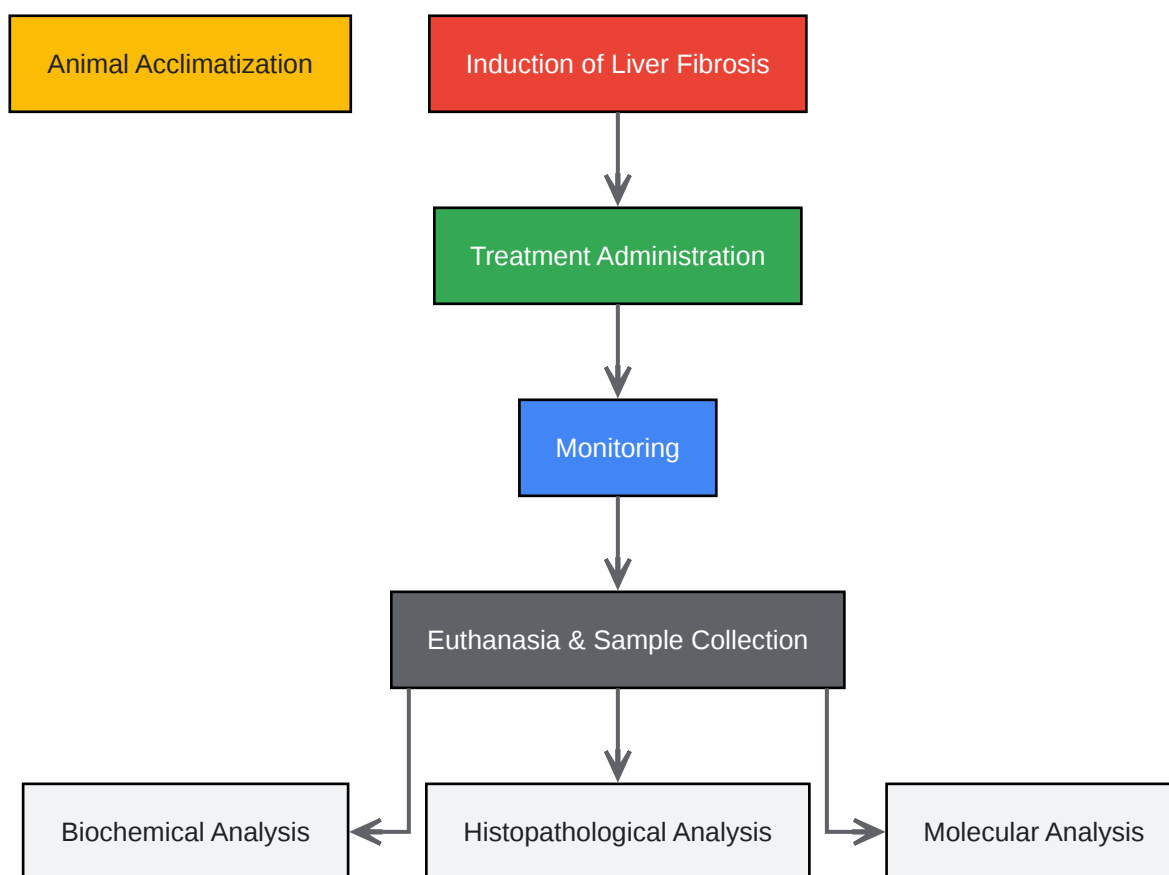 Animal Acclimatization
Induction of Liver Fibrosis
Treatment Administration
Monitoring
Euthanasia & Sample Collection
Biochemical Analysis
Histopathological Analysis
Molecular Analysis